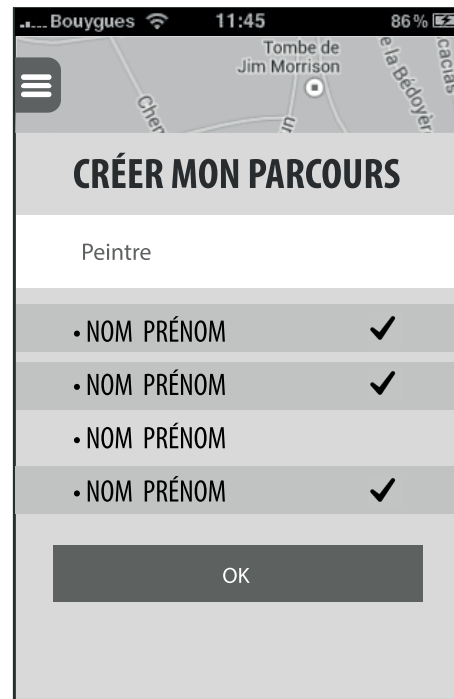 Bouygues 11:45 86%
Tombe de
Jim Morrison
CRÉER MON PARCOURS
Peintre
• NOM PRÉNOM
• NOM PRÉNOM
• NOM PRÉNOM
• NOM PRÉNOM
OK